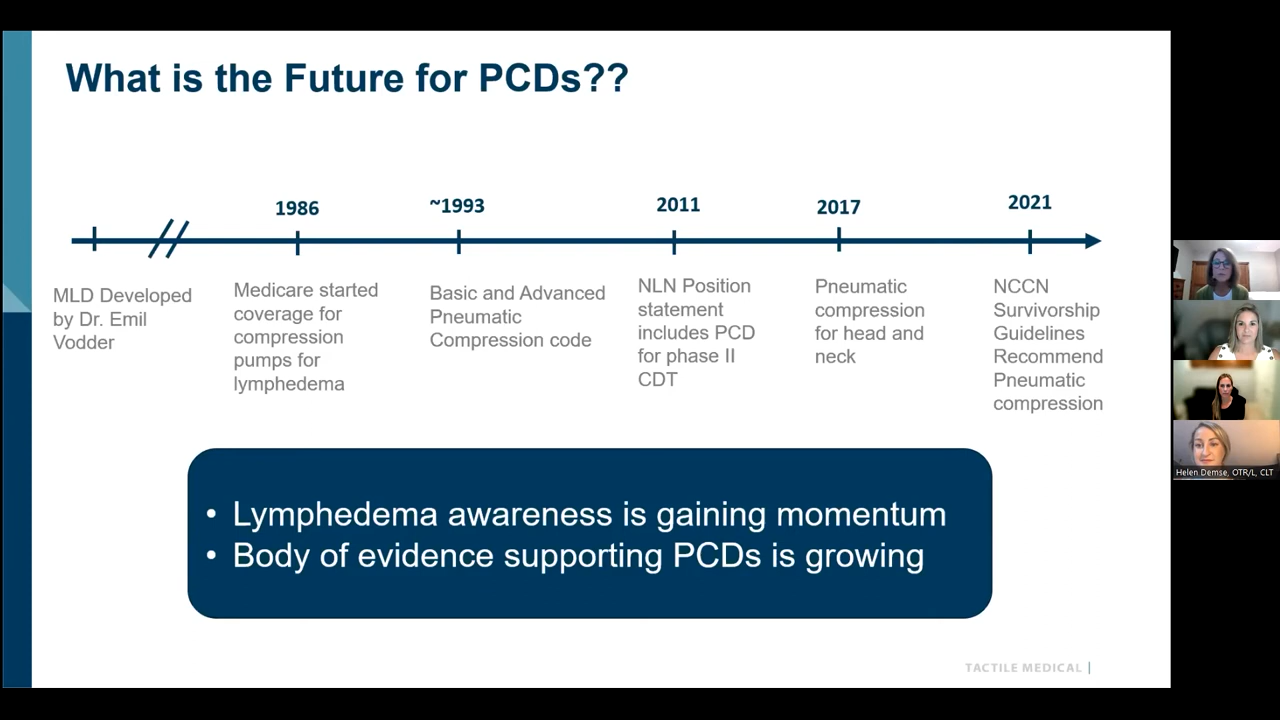 What is the Future for PCDs??
1986
~1993
2011
2017
2021
MLD Developed
by Dr. Emil
Vodder
Medicare started
coverage for
compression
pumps for
lymphedema
Basic and Advanced
Pneumatic
Compression code
NLN Position
statement
includes PCD
for phase II
CDT
Pneumatic
compression
for head and
neck
NCCN
Survivorship
Guidelines
Recommend
Pneumatic
compression
• Lymphedema awareness is gaining momentum
• Body of evidence supporting PCDs is growing
TACTILE MEDICAL |
Helen Demse, OTR/L, CLT